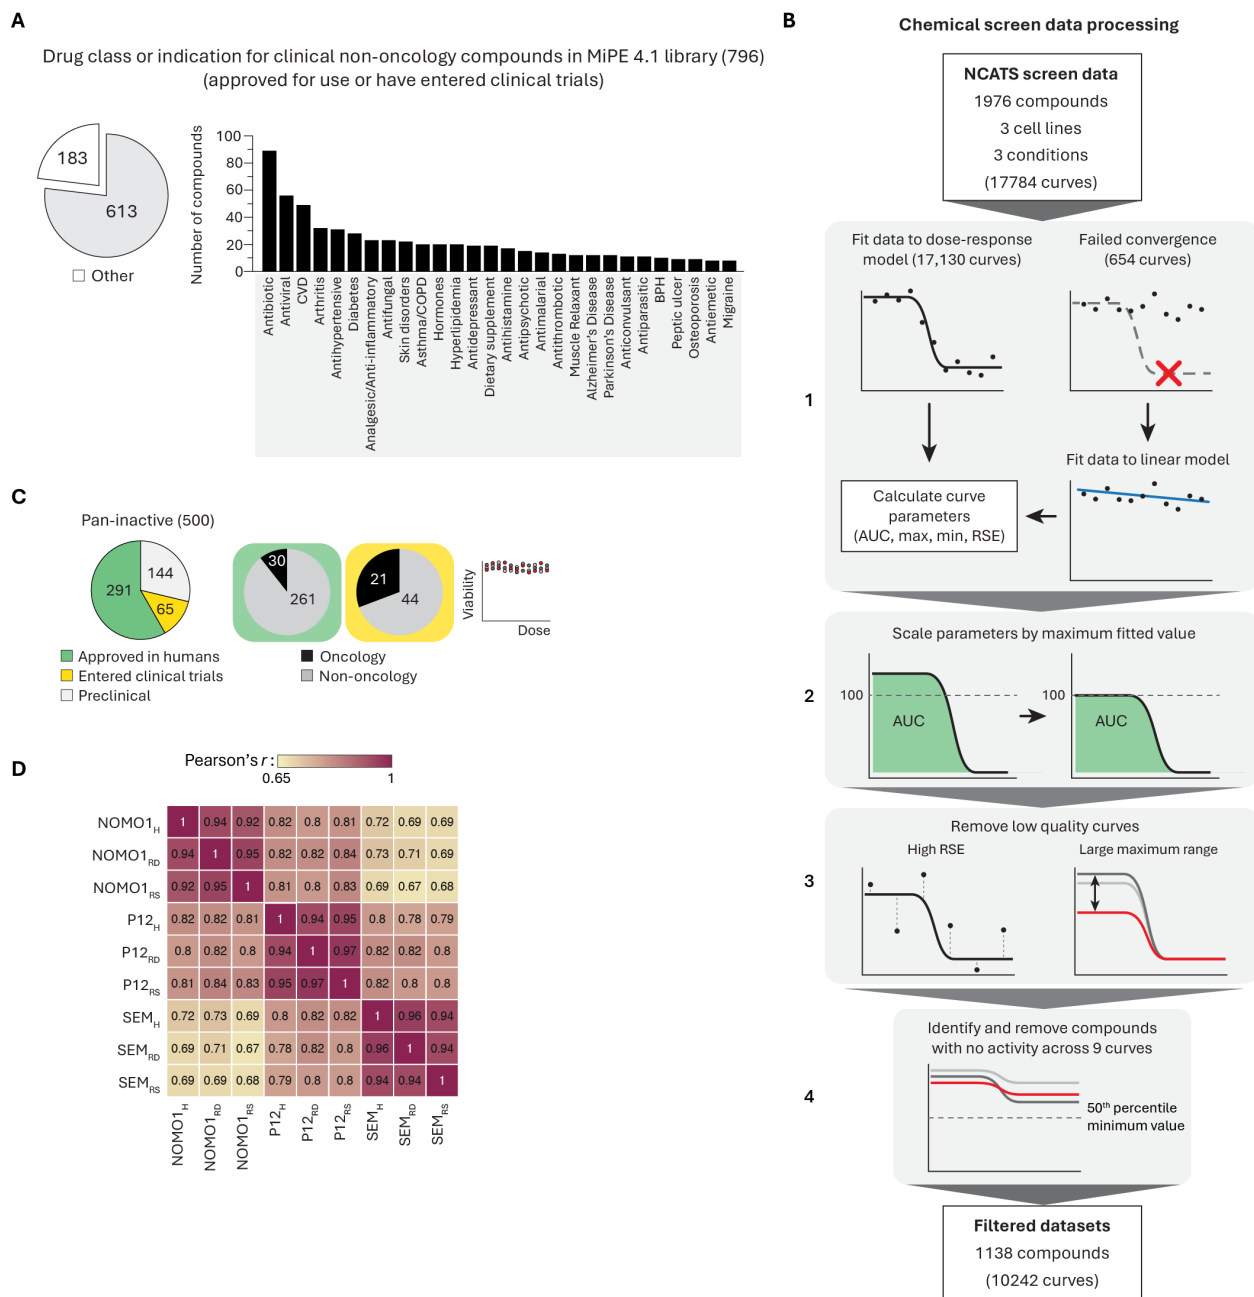 A
Drug class or indication for clinical non-oncology compounds in MiPE 4.1 library (796)
(approved for use or have entered clinical trials)
183
613
Other
Number of compounds
100
80
60
40
20
0
Antibiotic
Antiviral
CVD
Arthritis
Antihypertensive
Diabetes
Analgesic/Anti-inflammatory
Antifungal
Skin disorders
Asthma/COPD
Hormones
Hyperlipidemia
Antidepressant
Dietary supplement
Antihistamine
Antipsychotic
Antimalarial
Antithrombotic
Muscle Relaxant
Alzheimer's Disease
Parkinson's Disease
Anticonvulsant
Antiparasitic
BPH
Peptic ulcer
Osteoporosis
Antiemetic
Migraine
B
Chemical screen data processing
NCATS screen data
1976 compounds
3 cell lines
3 conditions
(17784 curves)
1
Fit data to dose-response
model (17,130 curves)
Failed convergence
(654 curves)
Fit data to linear model
Calculate curve
parameters
(AUC, max, min, RSE)
2
Scale parameters by maximum fitted value
100
AUC
100
AUC
3
Remove low quality curves
High RSE
Large maximum range
4
Identify and remove compounds
with no activity across 9 curves
50th percentile
minimum value
Filtered datasets
1138 compounds
(10242 curves)
C
Pan-inactive (500)
291
144
65
30
261
21
44
Viability
Dose
Approved in humans
Entered clinical trials
Preclinical
Oncology
Non-oncology
D
Pearson's r :
0.65 1
NOMO1H 1 0.94 0.92 0.82 0.8 0.81 0.72 0.69 0.69
NOMO1RD 0.94 1 0.95 0.82 0.82 0.84 0.73 0.71 0.69
NOMO1RS 0.92 0.95 1 0.81 0.8 0.83 0.69 0.67 0.68
P12H 0.82 0.82 0.81 1 0.94 0.95 0.8 0.78 0.79
P12RD 0.8 0.82 0.8 0.94 1 0.97 0.82 0.82 0.8
P12RS 0.81 0.84 0.83 0.95 0.97 1 0.82 0.8 0.8
SEMH 0.72 0.73 0.69 0.8 0.82 0.82 1 0.96 0.94
SEMRD 0.69 0.71 0.67 0.78 0.82 0.8 0.96 1 0.94
SEMRS 0.69 0.69 0.68 0.79 0.8 0.8 0.94 0.94 1
NOMO1H
NOMO1RD
NOMO1RS
P12H
P12RD
P12RS
SEMH
SEMRD
SEMRS